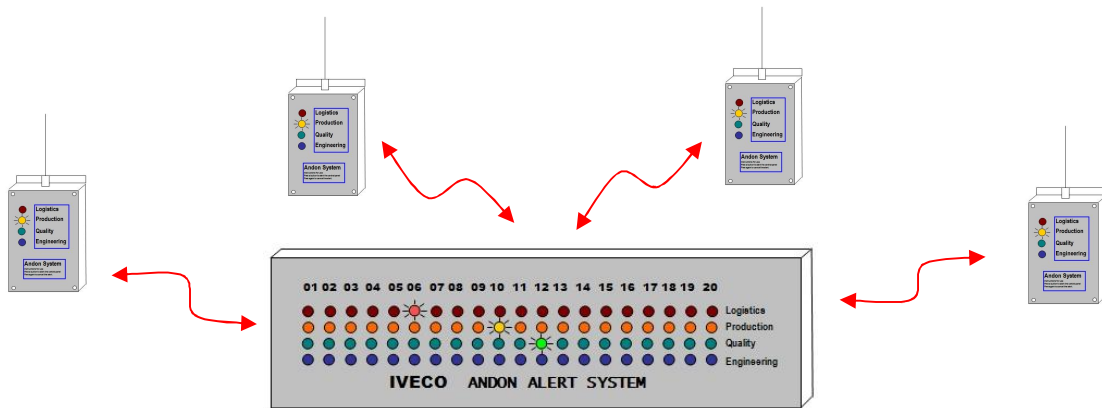 Logistics
Production
Quality
Engineering
Andon System
Logistics
Production
Quality
Engineering
Andon System
Logistics
Production
Quality
Engineering
Andon System
Logistics
Production
Quality
Engineering
Andon System
01 02 03 04 05 06 07 08 09 10 11 12 13 14 15 16 17 18 19 20
Logistics
Production
Quality
Engineering
IVECO ANDON ALERT SYSTEM